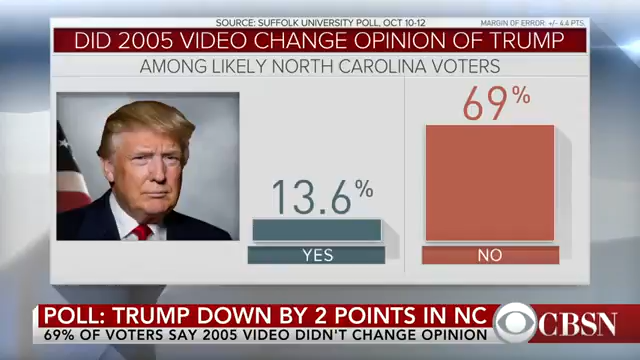 SOURCE: SUFFOLK UNIVERSITY POLL, OCT 10-12
MARGIN OF ERROR: +/- 4.4 PTS.
DID 2005 VIDEO CHANGE OPINION OF TRUMP
AMONG LIKELY NORTH CAROLINA VOTERS
13.6%
YES
69%
NO
POLL: TRUMP DOWN BY 2 POINTS IN NC
69% OF VOTERS SAY 2005 VIDEO DIDN'T CHANGE OPINION
CBSN